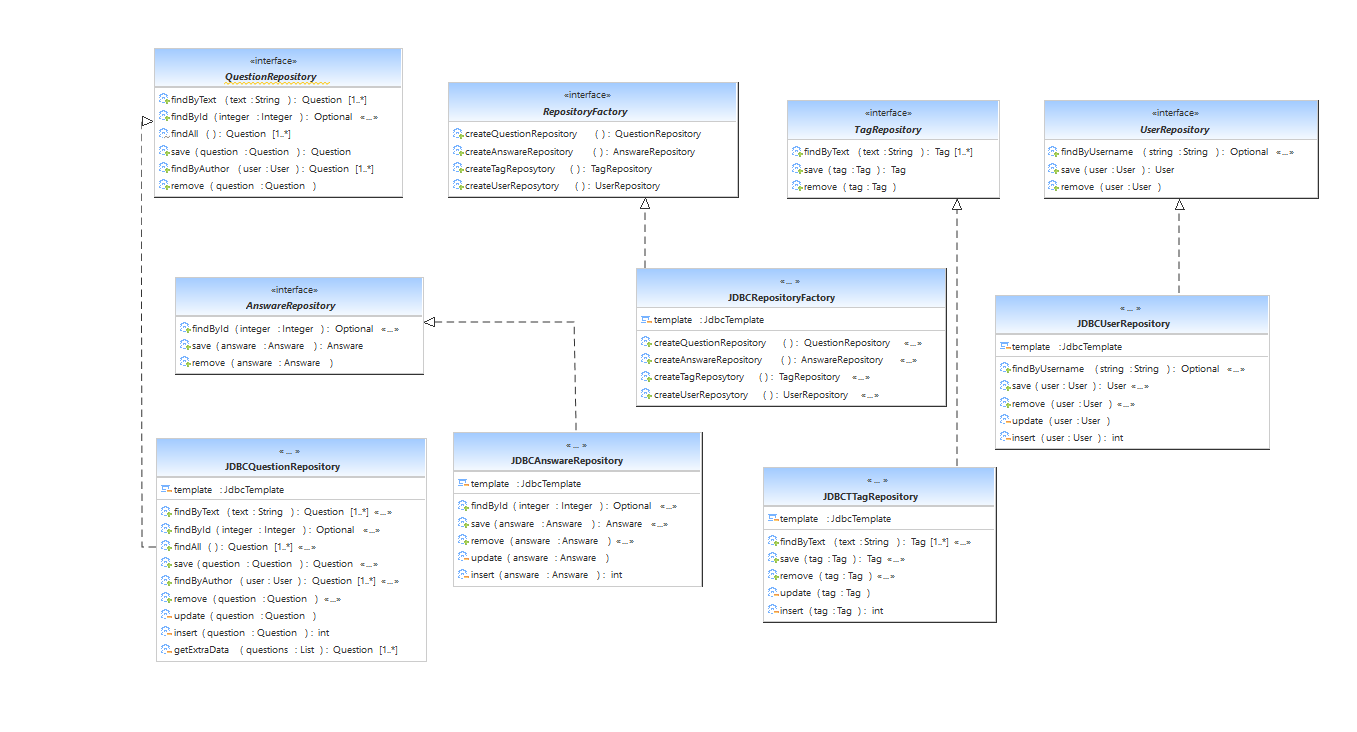 «interface»
QuestionRepository
findByText (text : String ) : Question [1..*]
findById (integer : Integer ) : Optional «...»
findAll ( ) : Question [1..*]
save (question : Question ) : Question
findByAuthor (user : User ) : Question [1..*]
remove (question : Question )
«interface»
RepositoryFactory
createQuestionRepository ( ) : QuestionRepository
createAnswareRepository ( ) : AnswareRepository
createTagReposytory ( ) : TagRepository
createUserReposytory ( ) : UserRepository
«interface»
TagRepository
findByText (text : String ) : Tag [1..*]
save (tag : Tag ) : Tag
remove (tag : Tag )
«interface»
UserRepository
findByUsername (string : String ) : Optional «...»
save (user : User ) : User
remove (user : User )
«interface»
AnswareRepository
findById (integer : Integer ) : Optional «...»
save (answare : Answare ) : Answare
remove (answare : Answare )
«... »
JDBCRepositoryFactory
template : JdbcTemplate
createQuestionRepository ( ) : QuestionRepository «...»
createAnswareRepository ( ) : AnswareRepository «...»
createTagReposytory ( ) : TagRepository «...»
createUserReposytory ( ) : UserRepository «...»
«... »
JDBCUserRepository
template : JdbcTemplate
findByUsername (string : String ) : Optional «...»
save (user : User ) : User «...»
remove (user : User ) «...»
update (user : User )
insert (user : User ) : int
«... »
JDBCQuestionRepository
template : JdbcTemplate
findByText (text : String ) : Question [1..*] «...»
findById (integer : Integer ) : Optional «...»
findAll ( ) : Question [1..*] «...»
save (question : Question ) : Question «...»
findByAuthor (user : User ) : Question [1..*] «...»
remove (question : Question ) «...»
update (question : Question )
insert (question : Question ) : int
getExtraData (questions : List ) : Question [1..*]
«... »
JDBCAnswareRepository
template : JdbcTemplate
findById (integer : Integer ) : Optional «...»
save (answare : Answare ) : Answare «...»
remove (answare : Answare ) «...»
update (answare : Answare )
insert (answare : Answare ) : int
«... »
JDBCTTagRepository
template : JdbcTemplate
findByText (text : String ) : Tag [1..*] «...»
save (tag : Tag ) : Tag «...»
remove (tag : Tag ) «...»
update (tag : Tag )
insert (tag : Tag ) : int